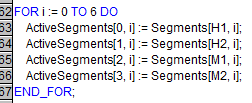 62 FOR i := 0 TO 6 DO
63 ActiveSegments[0, i] := Segments[H1, i];
64 ActiveSegments[1, i] := Segments[H2, i];
65 ActiveSegments[2, i] := Segments[M1, i];
66 ActiveSegments[3, i] := Segments[M2, i];
67 END_FOR;